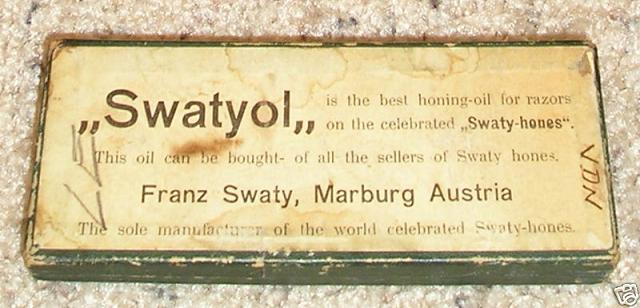 „Swatyol„
is the best honing-oil for razors
on the celebrated „Swaty-hones".
This oil can be bought- of all the sellers of Swaty hones.
Franz Swaty, Marburg Austria
The sole manufacturer of the world celebrated Swaty-hones.
VDN